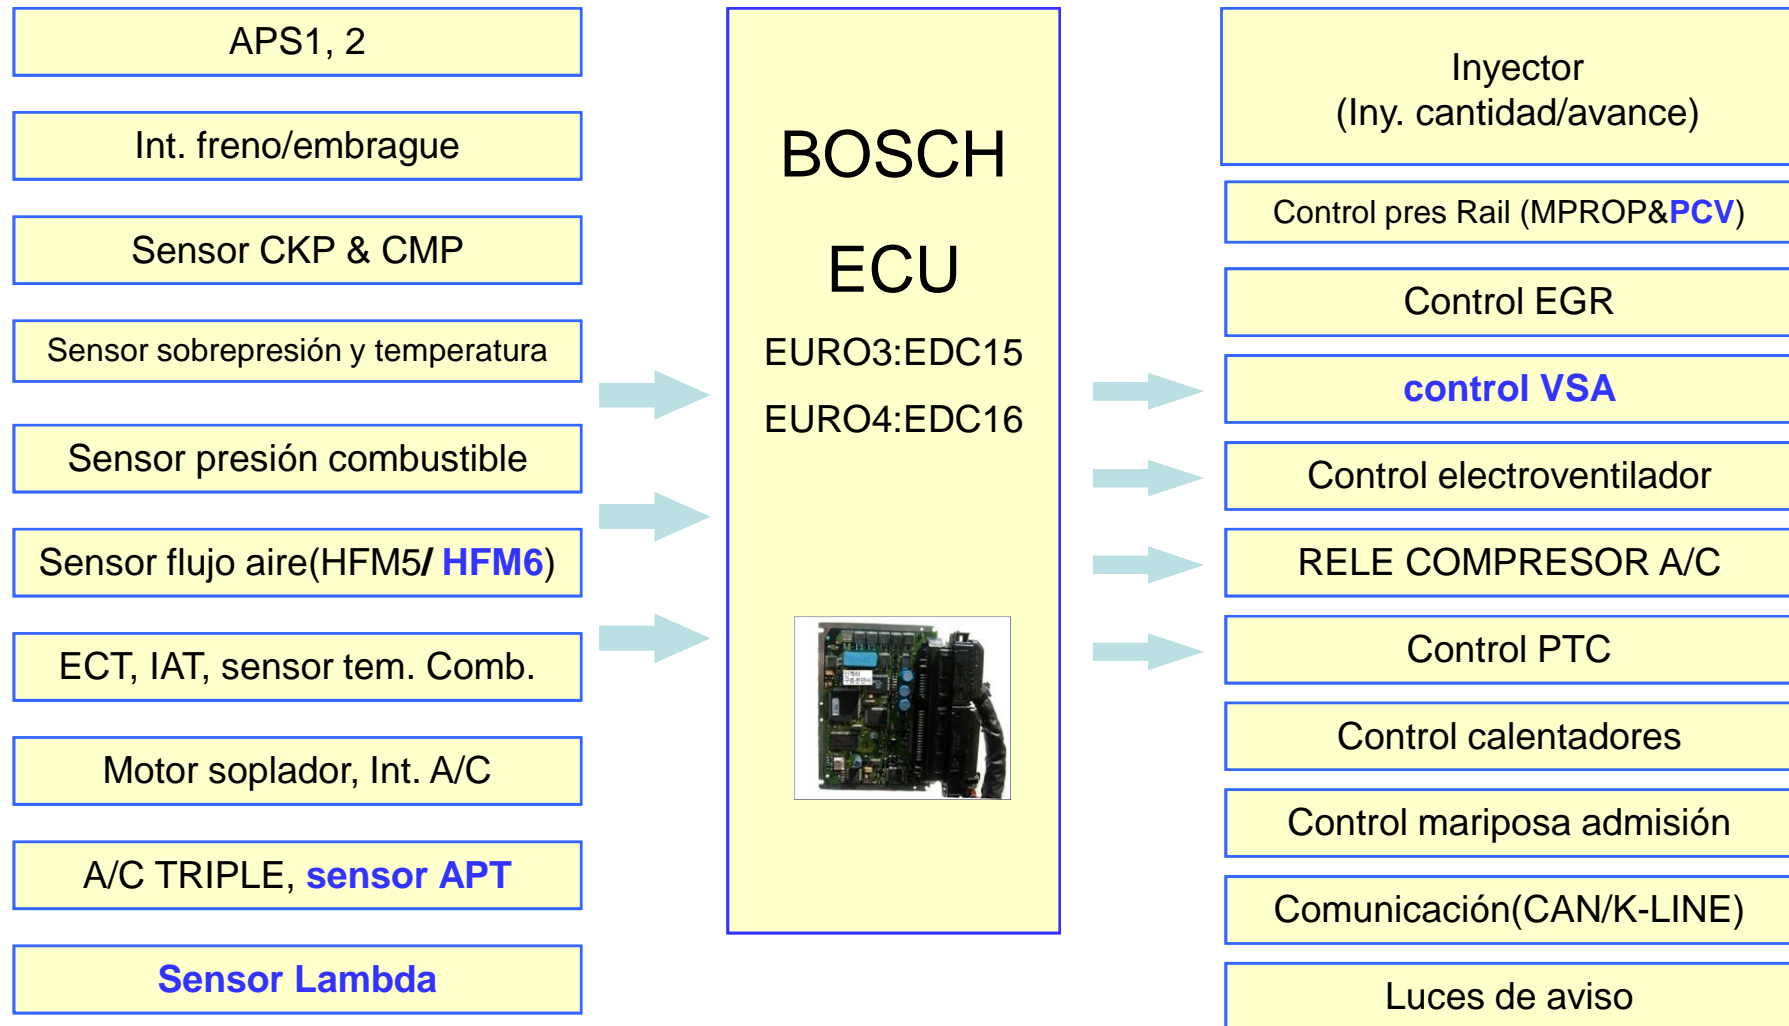 APS1, 2
Int. freno/embrague
Sensor CKP & CMP
Sensor sobrepresión y temperatura
Sensor presión combustible
Sensor flujo aire(HFM5/ HFM6)
ECT, IAT, sensor tem. Comb.
Motor soplador, Int. A/C
A/C TRIPLE, sensor APT
Sensor Lambda
BOSCH
ECU
EURO3:EDC15
EURO4:EDC16
Inyector
(Iny. cantidad/avance)
Control pres Rail (MPROP&PCV)
Control EGR
control VSA
Control electroventilador
RELE COMPRESOR A/C
Control PTC
Control calentadores
Control mariposa admisión
Comunicación(CAN/K-LINE)
Luces de aviso